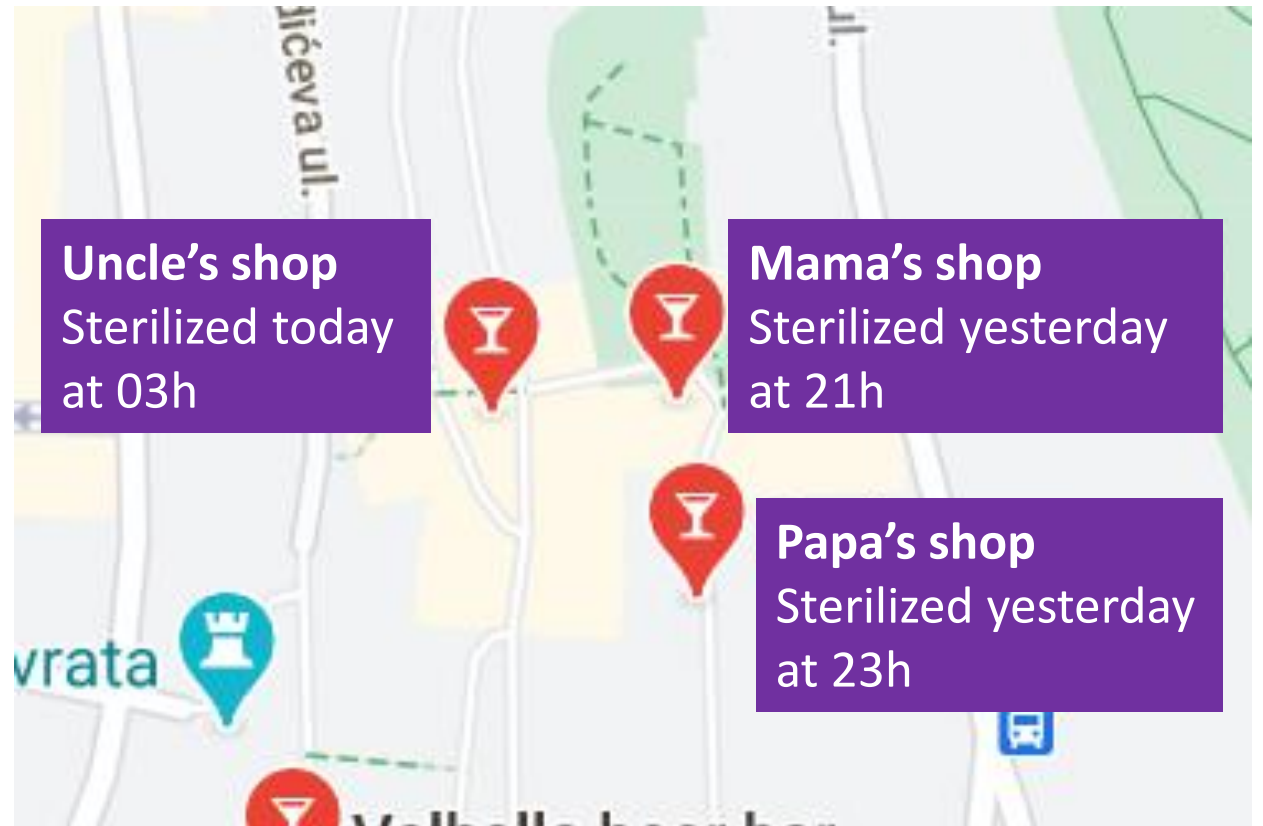 dićeva ul.
ul.
Uncle's shop
Sterilized today
at 03h
Mama's shop
Sterilized yesterday
at 21h
Papa's shop
Sterilized yesterday
at 23h
vrata